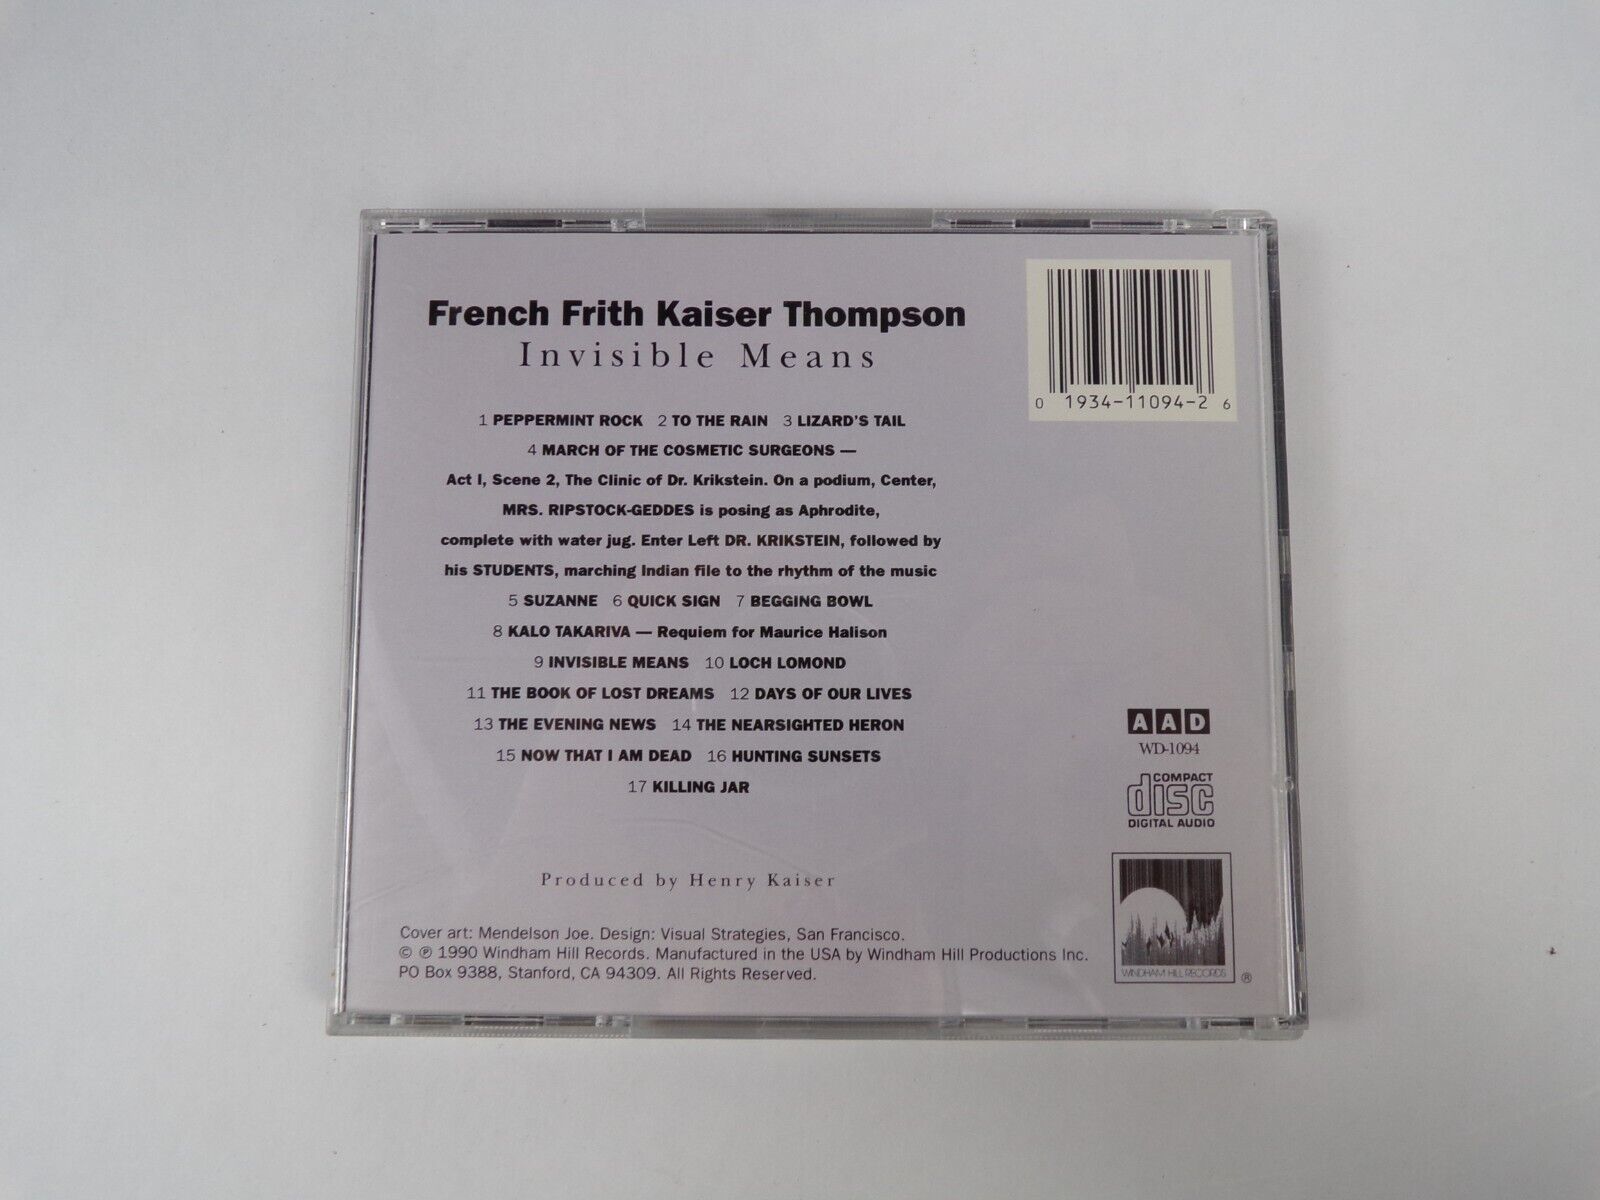 French Frith Kaiser Thompson
Invisible Means
0 1934-11094-2 6
1 PEPPERMINT ROCK 2 TO THE RAIN 3 LIZARD'S TAIL
4 MARCH OF THE COSMETIC SURGEONS —
Act I, Scene 2, The Clinic of Dr. Krikstein. On a podium, Center,
MRS. RIPSTOCK-GEDDES is posing as Aphrodite,
complete with water jug. Enter Left DR. KRIKSTEIN, followed by
his STUDENTS, marching Indian file to the rhythm of the music
5 SUZANNE 6 QUICK SIGN 7 BEGGING BOWL
8 KALO TAKARIVA — Requiem for Maurice Halison
9 INVISIBLE MEANS 10 LOCH LOMOND
11 THE BOOK OF LOST DREAMS 12 DAYS OF OUR LIVES
13 THE EVENING NEWS 14 THE NEARSIGHTED HERON
15 NOW THAT I AM DEAD 16 HUNTING SUNSETS
17 KILLING JAR
Produced by Henry Kaiser
Cover art: Mendelson Joe. Design: Visual Strategies, San Francisco.
© ℗ 1990 Windham Hill Records. Manufactured in the USA by Windham Hill Productions Inc.
PO Box 9388, Stanford, CA 94309. All Rights Reserved.
AAD
WD-1094
COMPACT
disc
DIGITAL AUDIO
WINDHAM HILL RECORDS ®